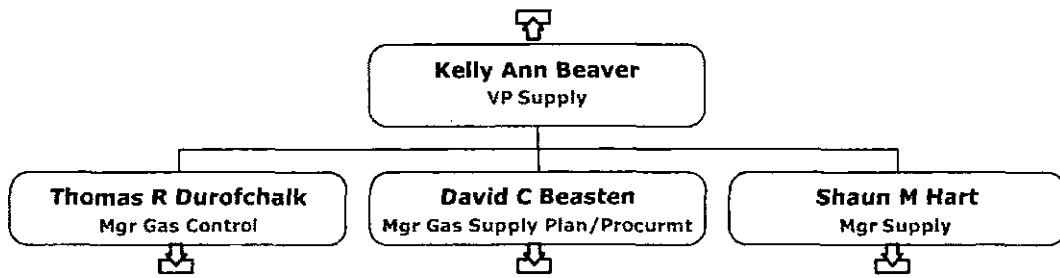 Kelly Ann Beaver
VP Supply
Thomas R Durofchalk
Mgr Gas Control
David C Beasten
Mgr Gas Supply Plan/Procurmt
Shaun M Hart
Mgr Supply